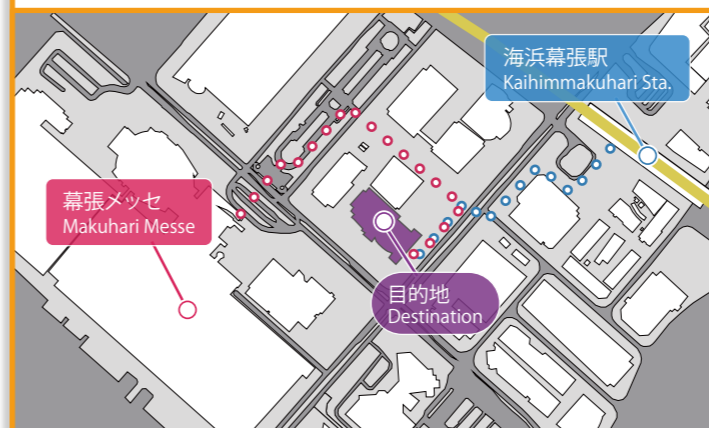 海浜幕張駅
Kaihimmakuhari Sta.
幕張メッセ
Makuhari Messe
目的地
Destination